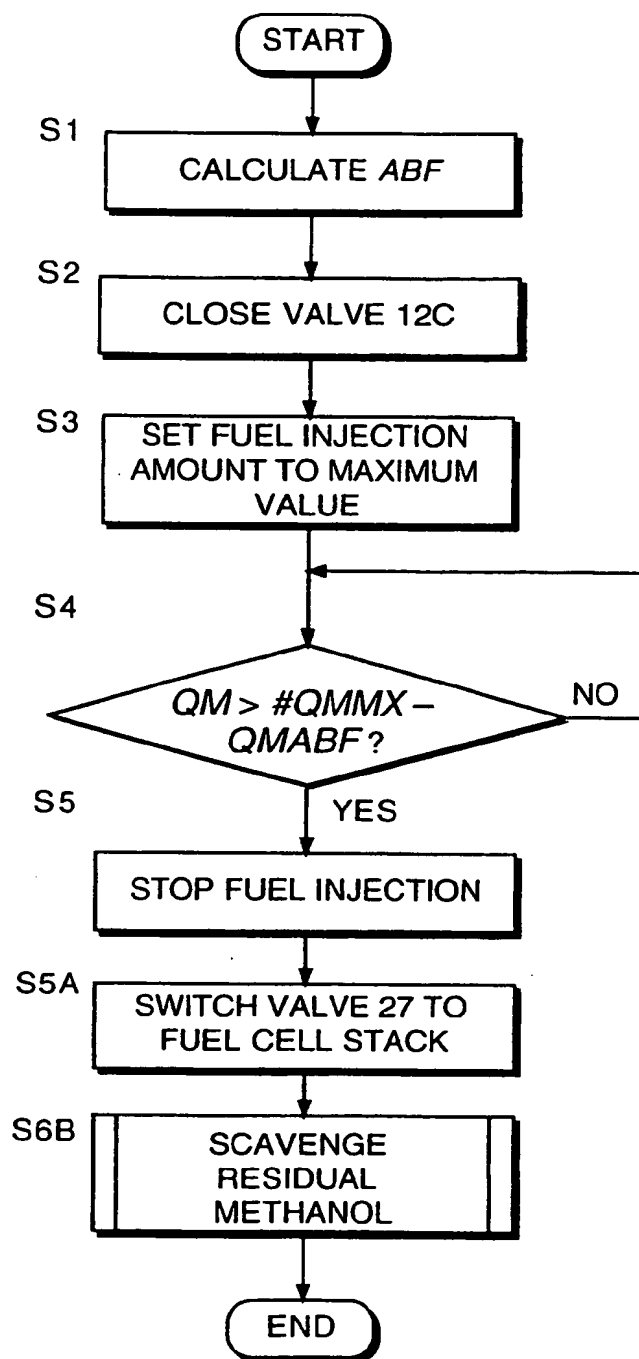 START
S1
CALCULATE ABF
S2
CLOSE VALVE 12C
S3
SET FUEL INJECTION
AMOUNT TO MAXIMUM
VALUE
S4
QM > #QMMX –
QMABF ?
NO
S5
YES
STOP FUEL INJECTION
S5A
SWITCH VALVE 27 TO
FUEL CELL STACK
S6B
SCAVENGE
RESIDUAL
METHANOL
END